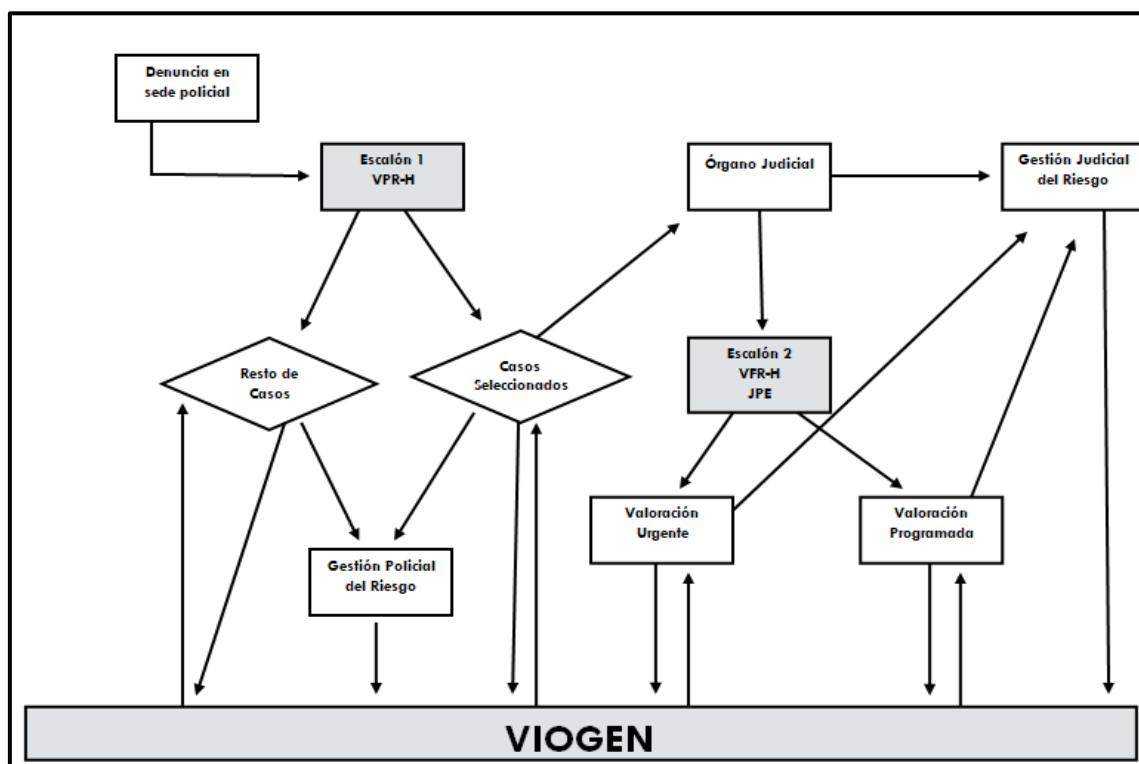 Denuncia en
sede policial
Escalón 1
VPR-H
Órgano Judicial
Gestión Judicial
del Riesgo
Resto de
Casos
Casos
Seleccionados
Escalón 2
VFR-H
JPE
Valoración
Urgente
Valoración
Programada
Gestión Policial
del Riesgo
VIOGEN